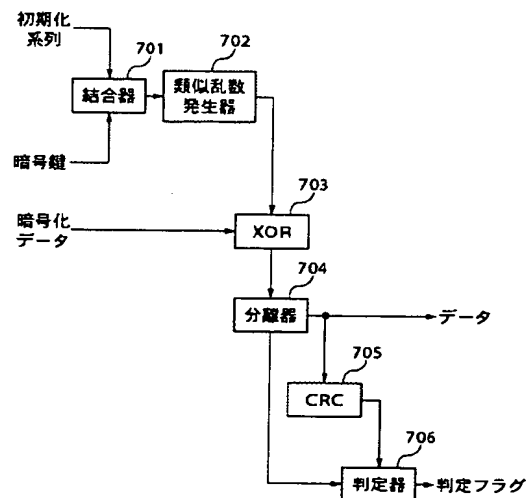 初期化
系列
701
702
結合器
類似乱数
発生器
暗号鍵
703
暗号化
データ
XOR
704
分離器
データ
705
CRC
706
判定器
判定フラグ